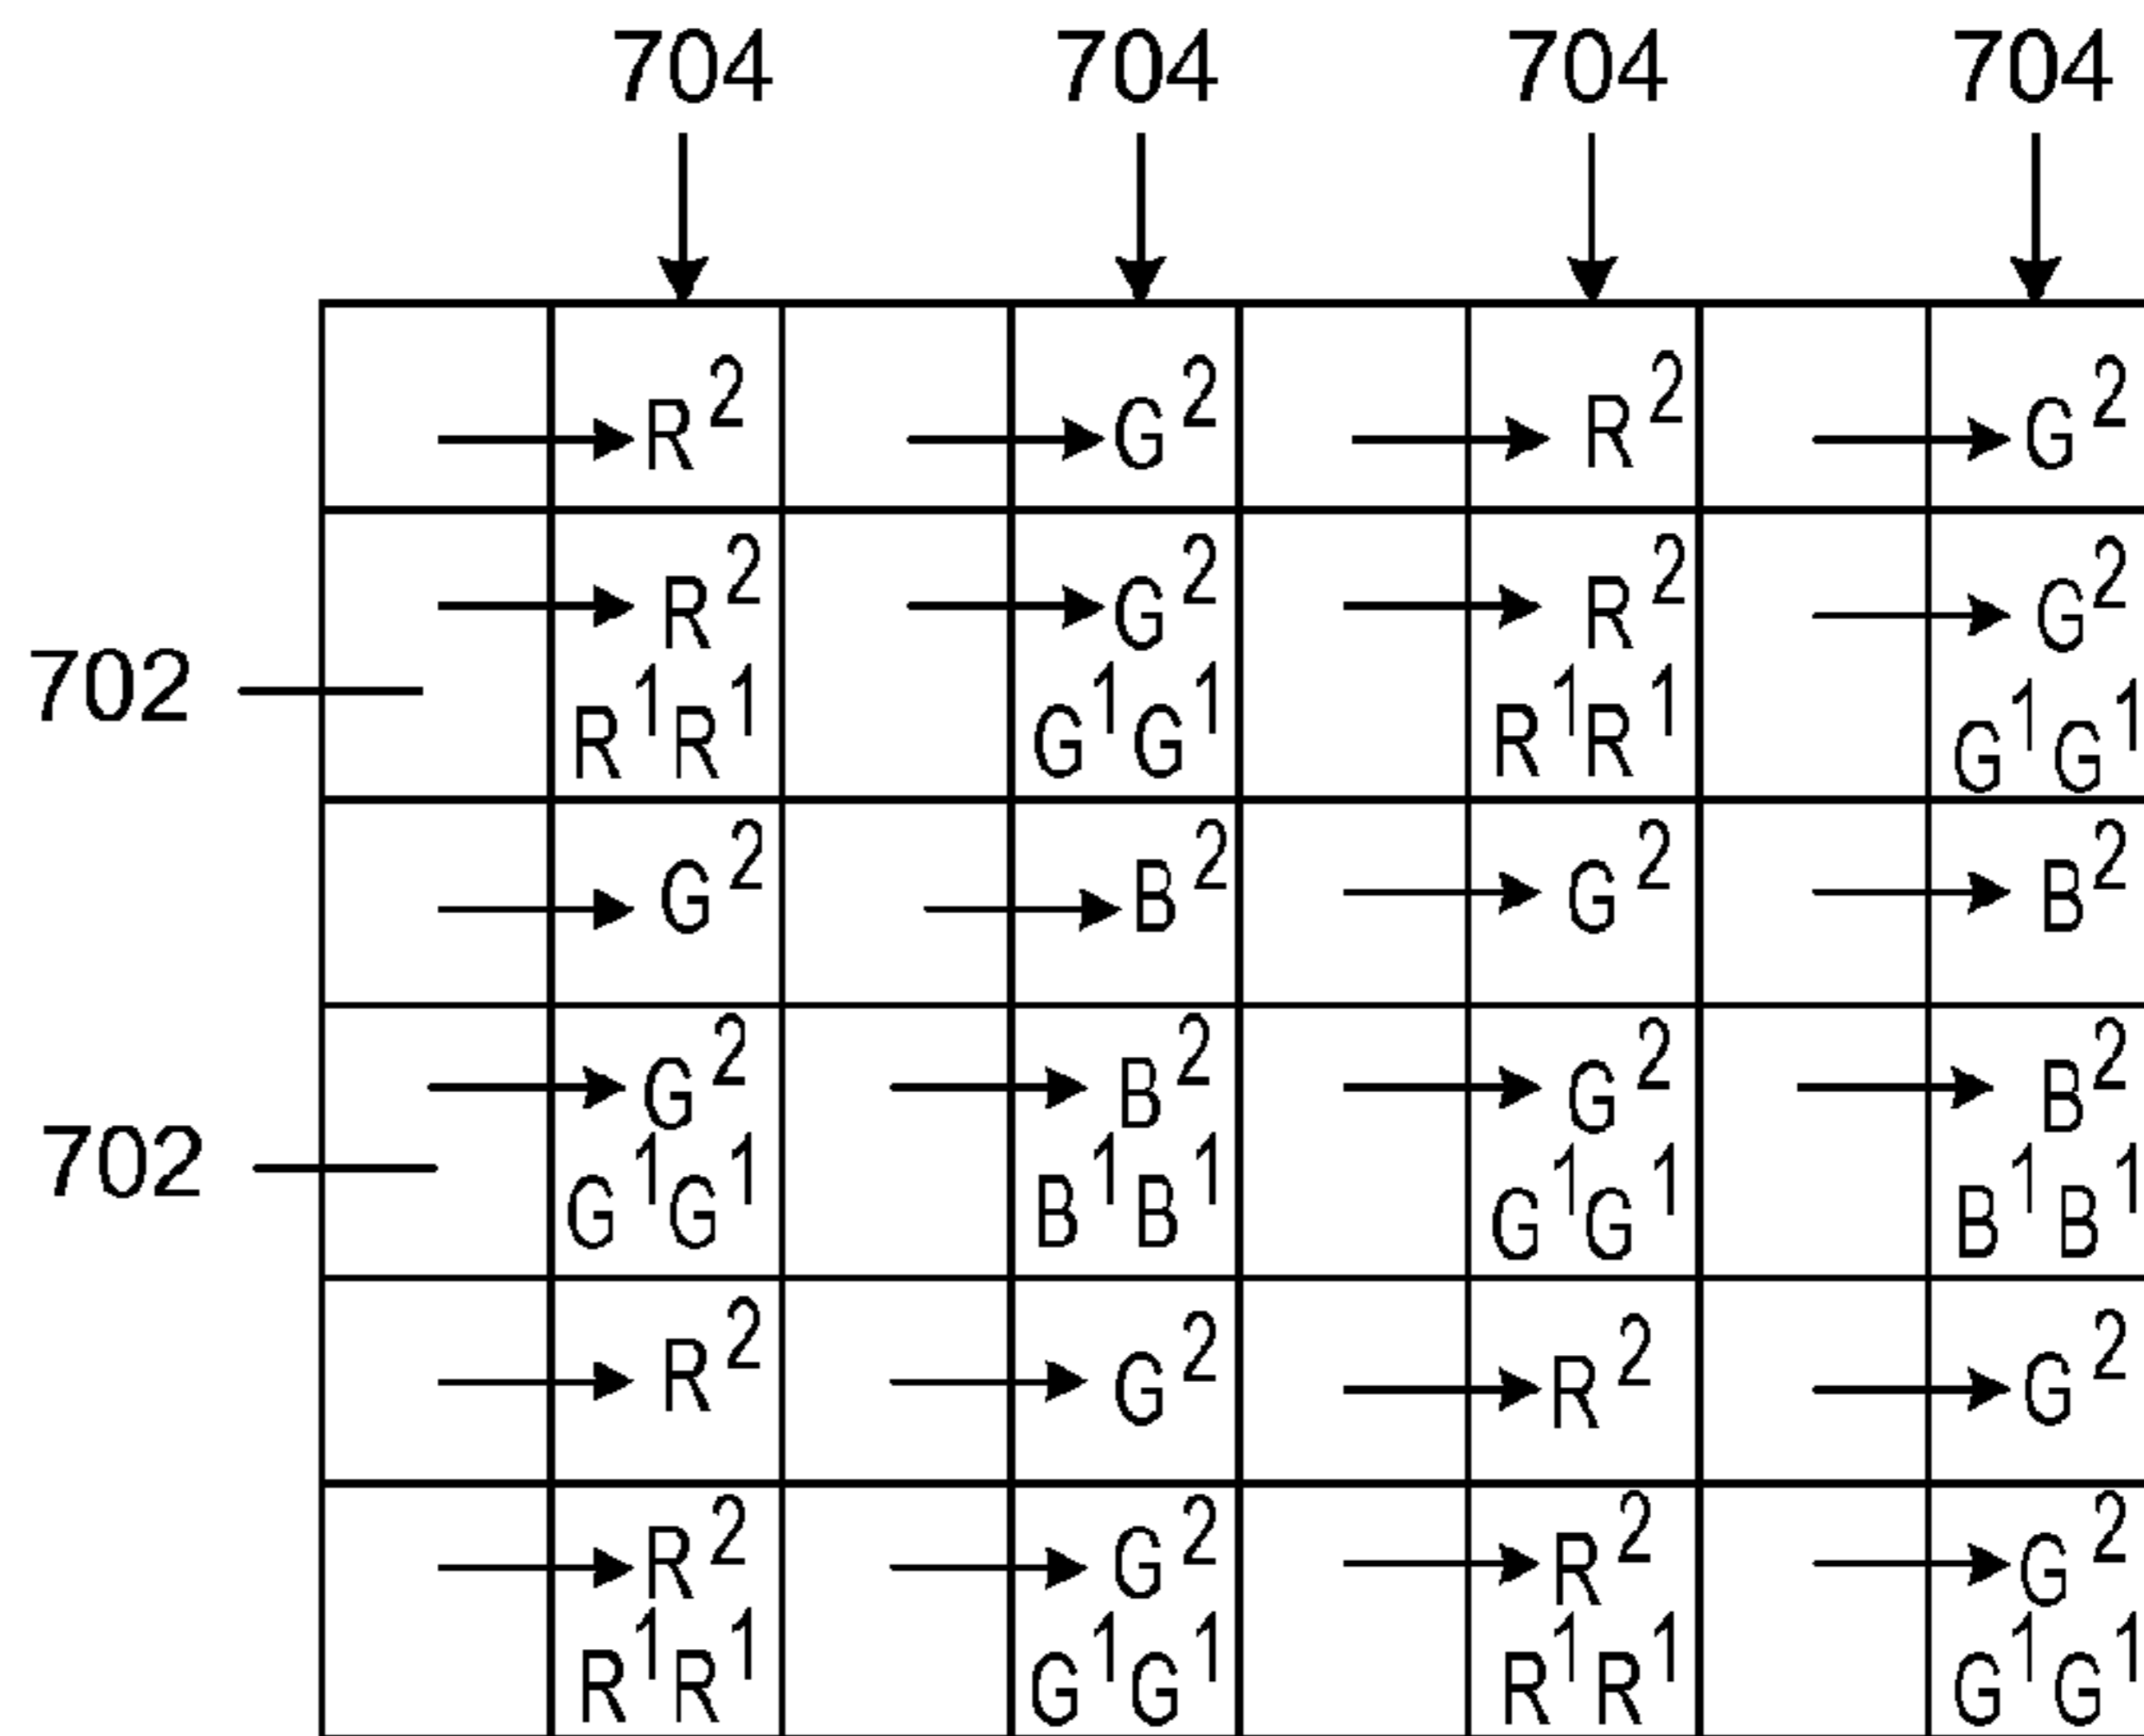 704 704 704 704
R² G² R² G²
R² G² R² G²
702
R¹R¹ G¹G¹ R¹R¹ G¹G¹
G² B² G² B²
G² B² G² B²
702
G¹G¹ B¹B¹ G¹G¹ B¹B¹
R² G² R² G²
R² G² R² G²
R¹R¹ G¹G¹ R¹R¹ G¹G¹